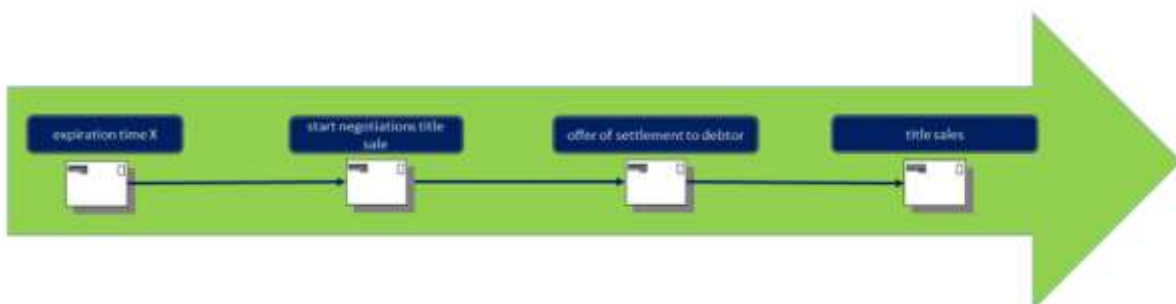 expiration time X
start negotiations title
sale
offer of settlement to debtor
title sales